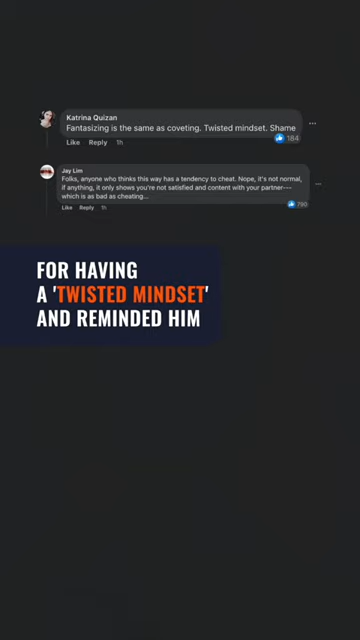 Katrina Quizan
Fantasizing is the same as coveting. Twisted mindset. Shame
184
Like Reply 1h
Jay Lim
Folks, anyone who thinks this way has a tendency to cheat. Nope, it's not normal,
if anything, it only shows you're not satisfied and content with your partner---
which is as bad as cheating...
790
Like Reply 1h
FOR HAVING
A 'TWISTED MINDSET'
AND REMINDED HIM